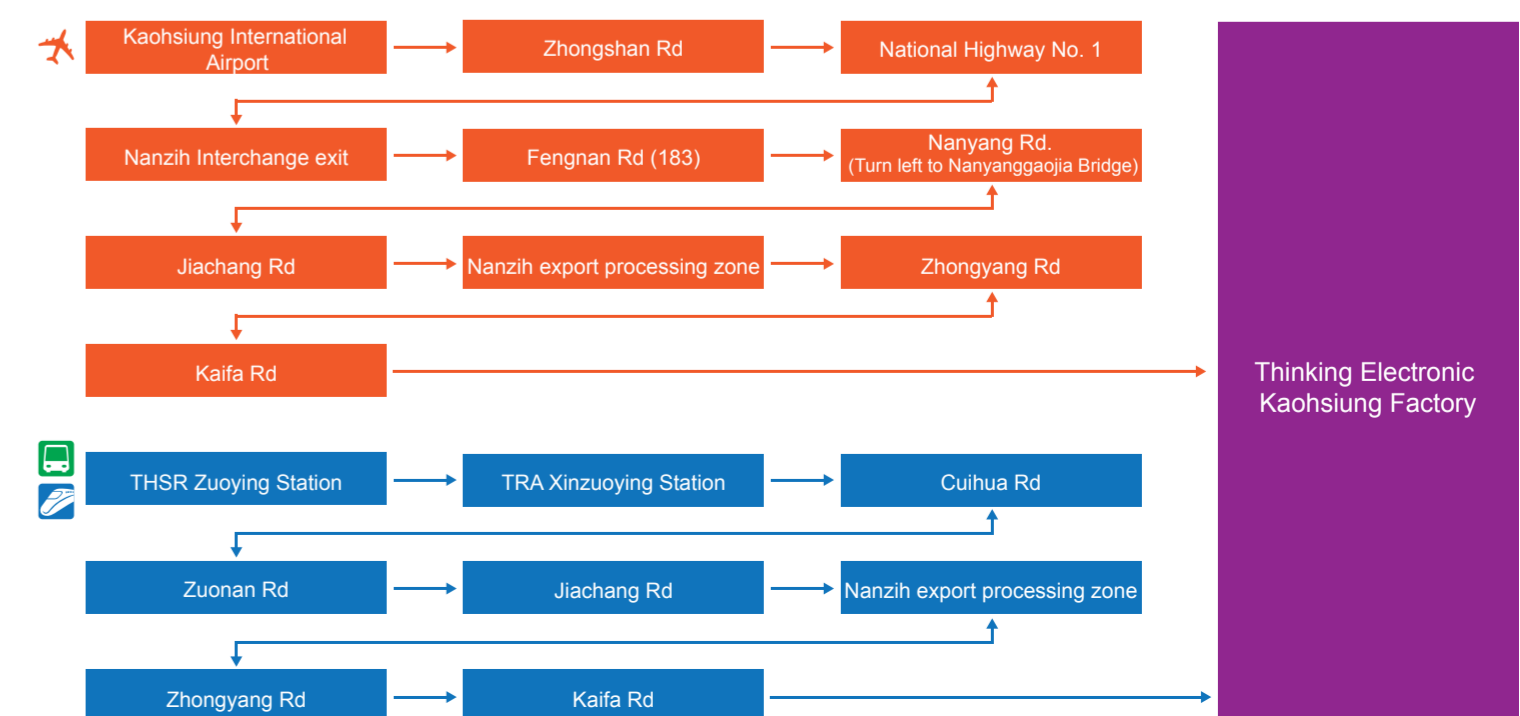 Kaohsiung International
Airport
Zhongshan Rd
National Highway No. 1
Nanzih Interchange exit
Fengnan Rd (183)
Nanyang Rd.
(Turn left to Nanyanggaojia Bridge)
Jiachang Rd
Nanzih export processing zone
Zhongyang Rd
Kaifa Rd
Thinking Electronic
Kaohsiung Factory
THSR Zuoying Station
TRA Xinzuoying Station
Cuihua Rd
Zuonan Rd
Jiachang Rd
Nanzih export processing zone
Zhongyang Rd
Kaifa Rd